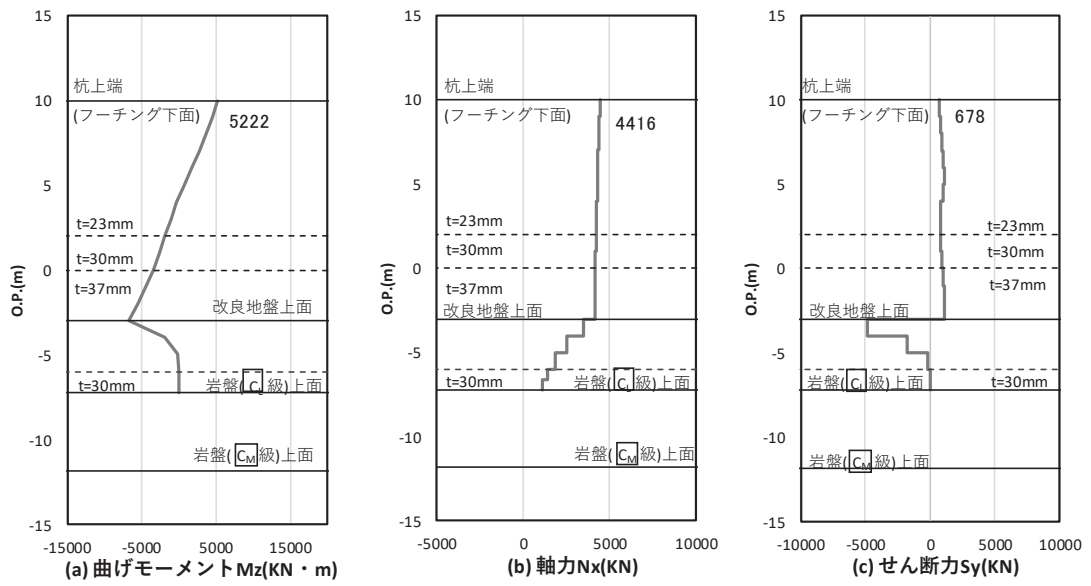 15
10
5
0
-5
-10
-15
O.P.(m)
杭上端
(フーチング下面)
5222
t=23mm
t=30mm
t=37mm
改良地盤上面
t=30mm
岩盤(CL級)上面
岩盤(CM級)上面
-15000 -5000 5000 15000
(a) 曲げモーメントMz(KN・m)
15
10
5
0
-5
-10
-15
O.P.(m)
杭上端
(フーチング下面)
4416
t=23mm
t=30mm
t=37mm
改良地盤上面
t=30mm
岩盤(CL級)上面
岩盤(CM級)上面
-5000 0 5000 10000
(b) 軸力Nx(KN)
15
10
5
0
-5
-10
-15
O.P.(m)
杭上端
(フーチング下面)
678
t=23mm
t=30mm
t=37mm
改良地盤上面
岩盤(CL級)上面
t=30mm
岩盤(CM級)上面
-10000 -5000 0 5000 10000
(c) せん断力Sy(KN)